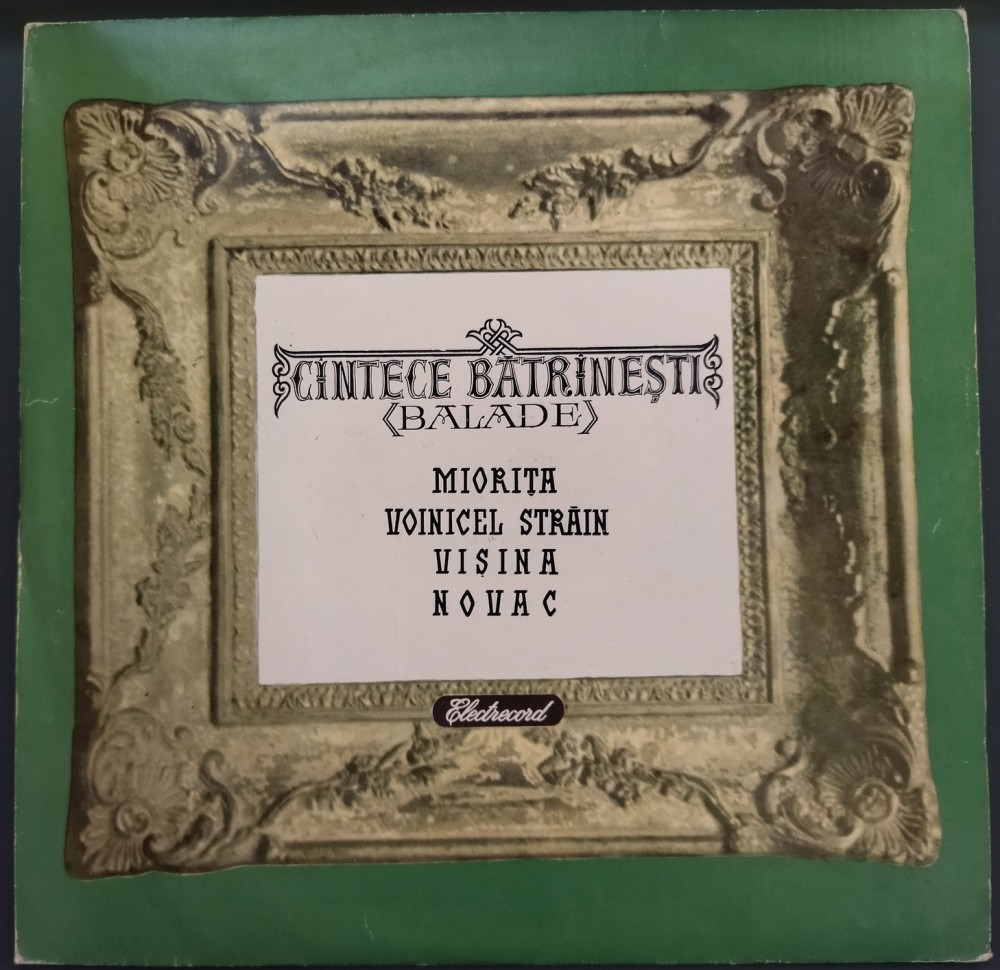 CÎNTECE BĂTRÎNEȘTI
(BALADE)
MIORIȚA
VOINICEL STRĂIN
VIȘINA
NOVAC
Electrecord